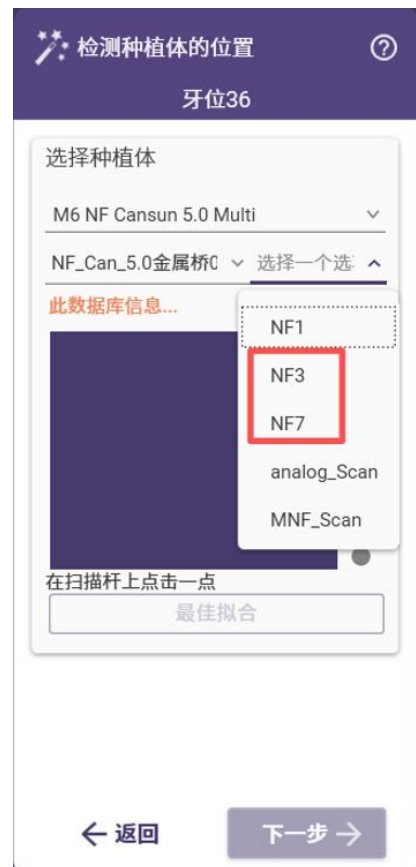 检测种植体的位置
牙位36
选择种植体
M6 NF Cansun 5.0 Multi
NF_Can_5.0金属桥0 选择一个选
此数据库信息...
NF1
NF3
NF7
analog_Scan
MNF_Scan
在扫描杆上点击一点
最佳拟合
返回 下一步